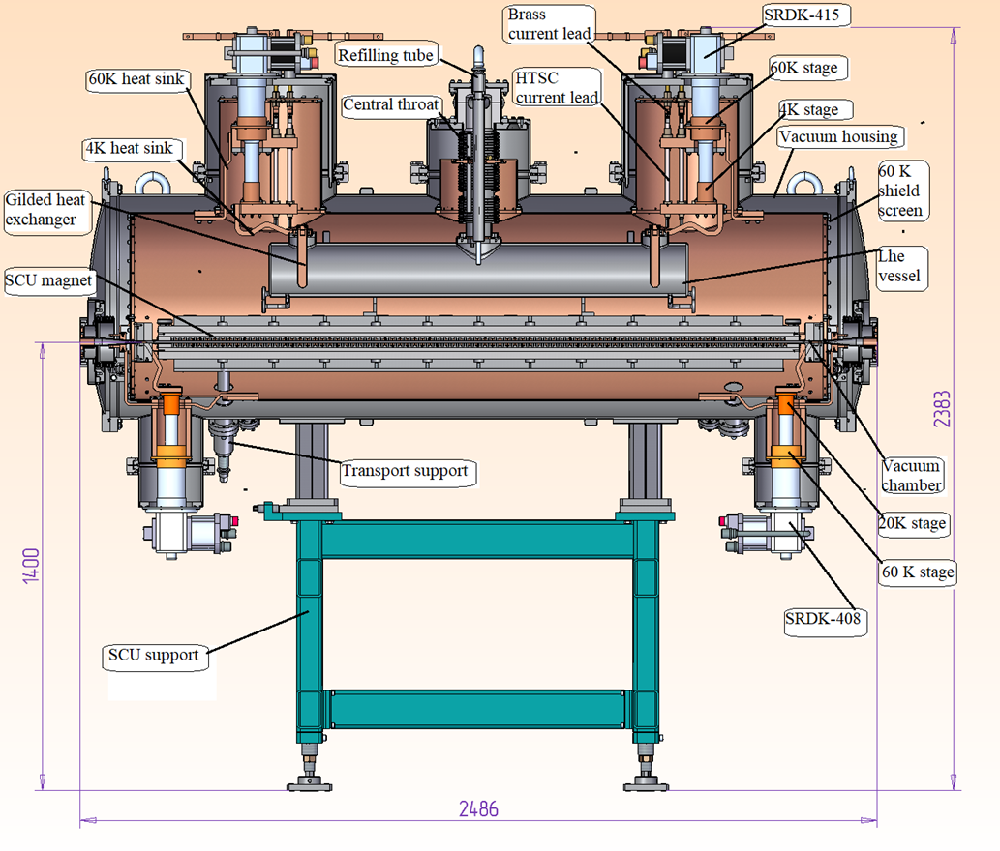 Brass
current lead
SRDK-415
Refilling tube
60K heat sink
HTSC
current lead
60K stage
Central throat
4K stage
Vacuum housing
4K heat sink
60 K
shield
screen
Gilded heat
exchanger
Lhe
vessel
SCU magnet
2383
Transport support
Vacuum
chamber
20K stage
1400
60 K stage
SRDK-408
SCU support
2486